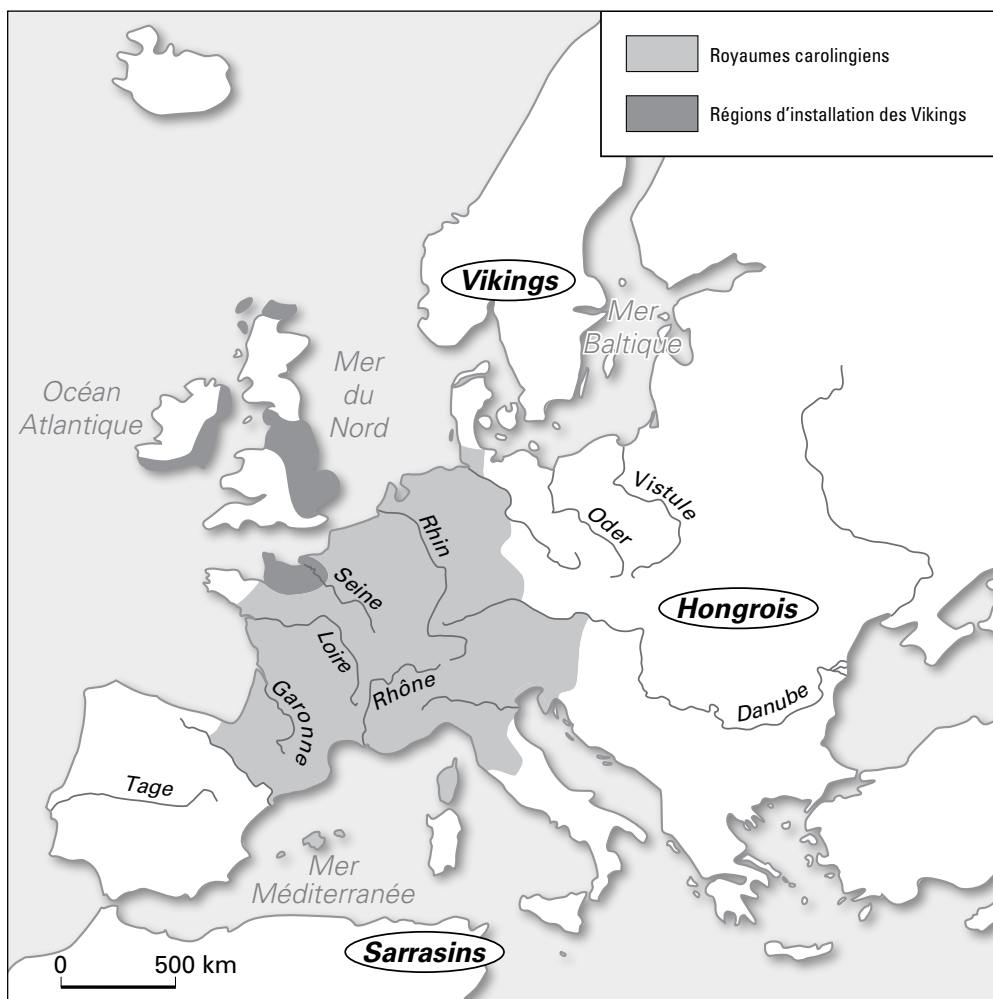 Royaumes carolingiens
Régions d'installation des Vikings
Vikings
Mer
Baltique
Mer
du
Nord
Océan
Atlantique
Vistule
Oder
Rhin
Seine
Hongrois
Loire
Rhône
Garonne
Danube
Tage
Mer
Méditerranée
Sarrasins
0 500 km